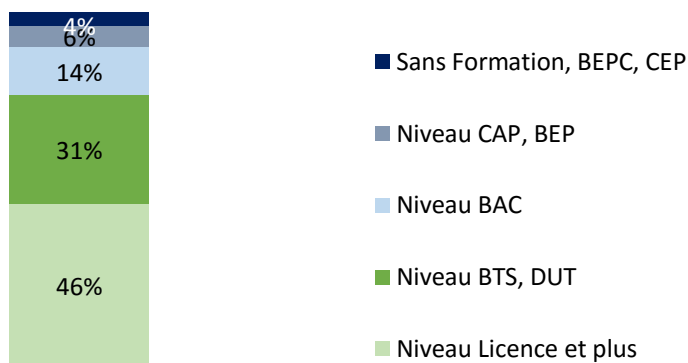 4%
6%
14%
31%
46%
Sans Formation, BEPC, CEP
Niveau CAP, BEP
Niveau BAC
Niveau BTS, DUT
Niveau Licence et plus